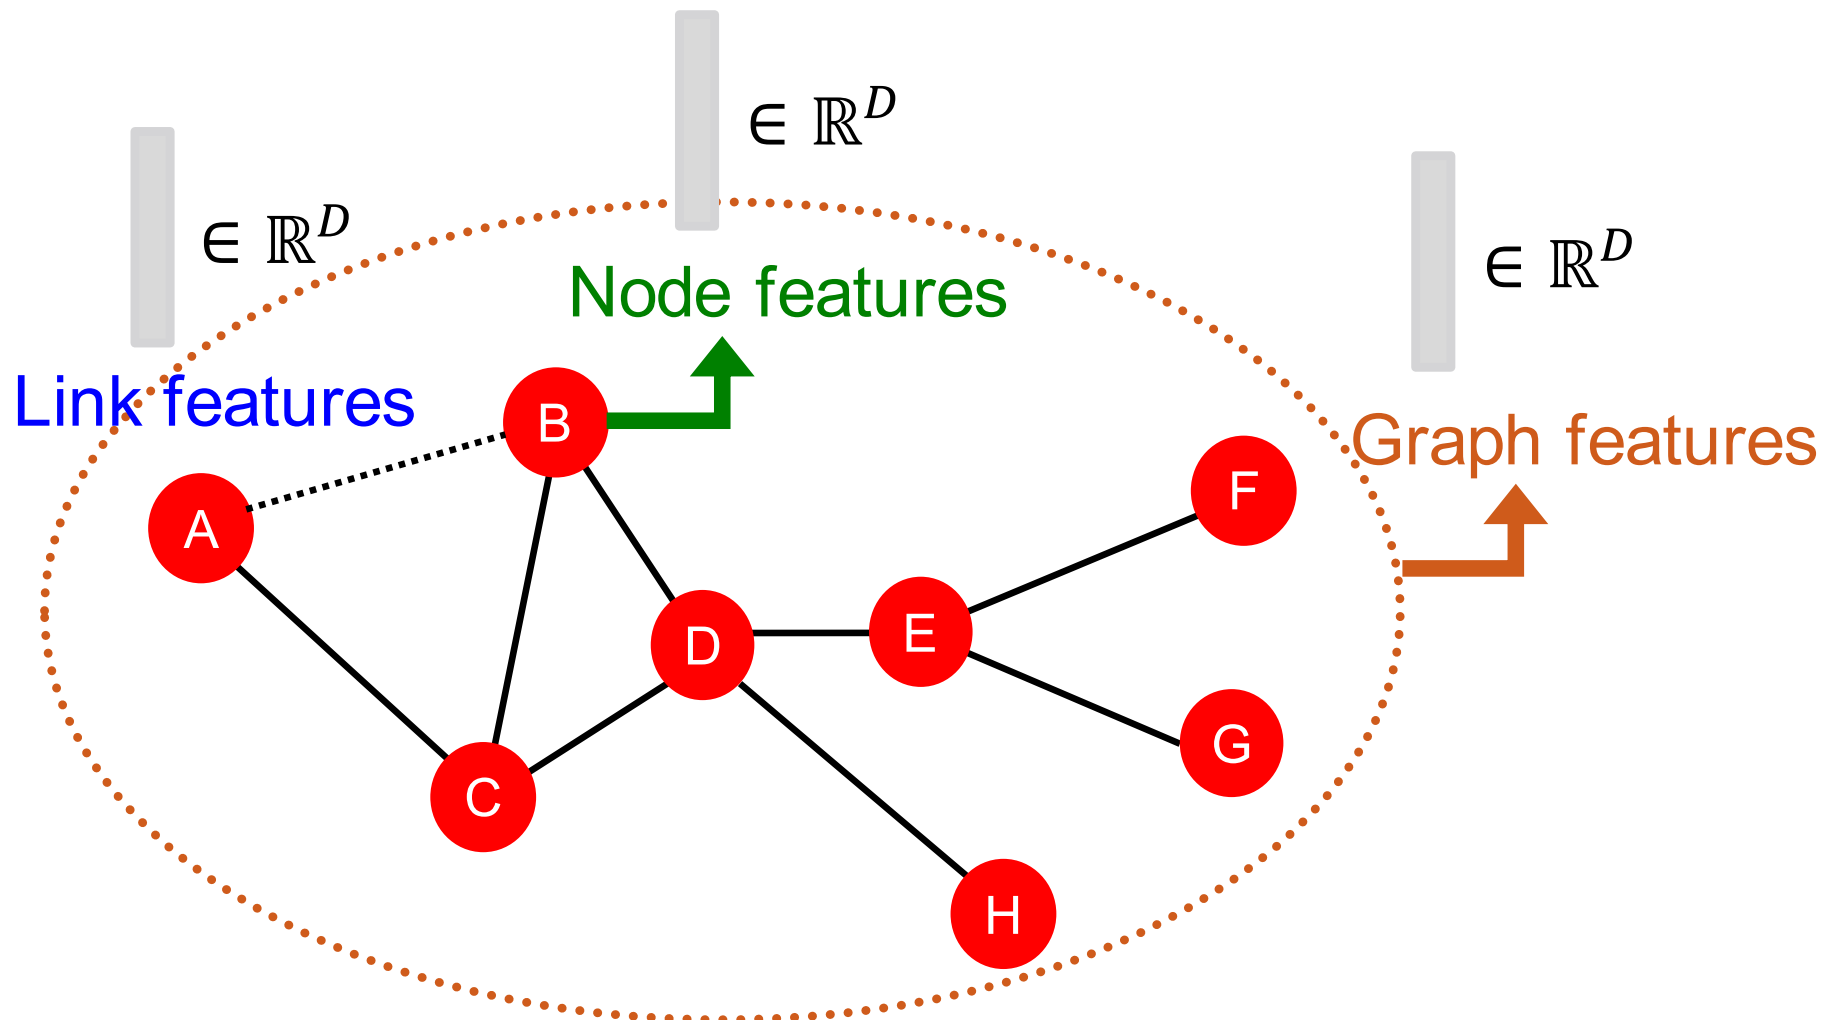 ∈ ℝ^D
∈ ℝ^D
∈ ℝ^D
Node features
Link features
Graph features
B
F
A
E
D
G
C
H